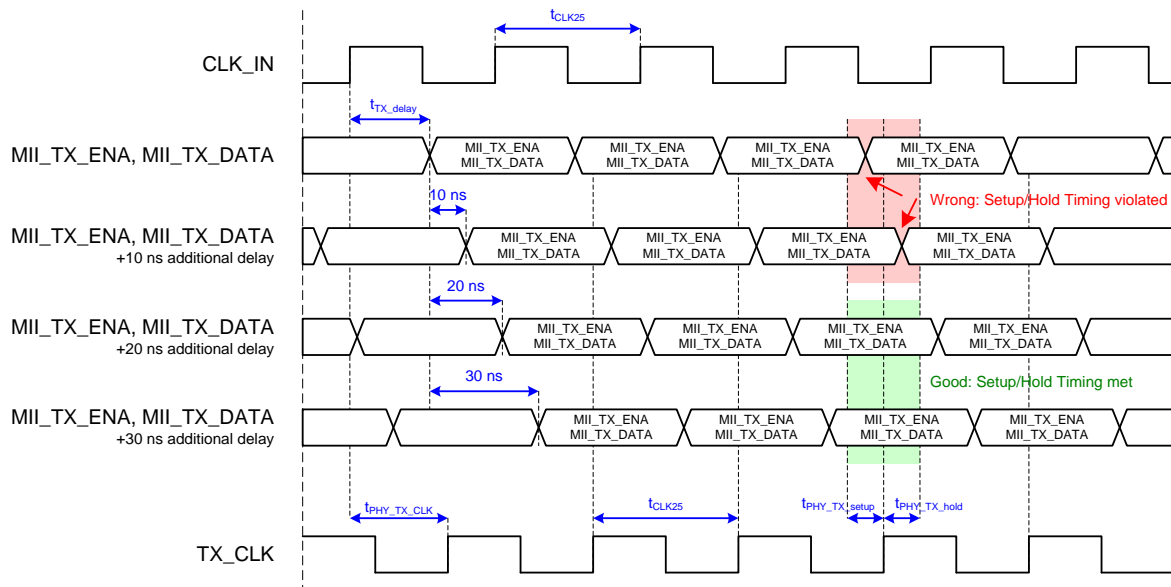 tCLK25
CLK_IN
tTX_delay
MII_TX_ENA, MII_TX_DATA
MII_TX_ENA
MII_TX_DATA
MII_TX_ENA
MII_TX_DATA
MII_TX_ENA
MII_TX_DATA
MII_TX_ENA
MII_TX_DATA
10 ns
Wrong: Setup/Hold Timing violated
MII_TX_ENA, MII_TX_DATA
+10 ns additional delay
MII_TX_ENA
MII_TX_DATA
MII_TX_ENA
MII_TX_DATA
MII_TX_ENA
MII_TX_DATA
MII_TX_ENA
MII_TX_DATA
20 ns
MII_TX_ENA, MII_TX_DATA
+20 ns additional delay
MII_TX_ENA
MII_TX_DATA
MII_TX_ENA
MII_TX_DATA
MII_TX_ENA
MII_TX_DATA
MII_TX_ENA
MII_TX_DATA
30 ns
Good: Setup/Hold Timing met
MII_TX_ENA, MII_TX_DATA
+30 ns additional delay
MII_TX_ENA
MII_TX_DATA
MII_TX_ENA
MII_TX_DATA
MII_TX_ENA
MII_TX_DATA
MII_TX_ENA
MII_TX_DATA
tPHY_TX_CLK
tCLK25
tPHY_TX_setup
tPHY_TX_hold
TX_CLK